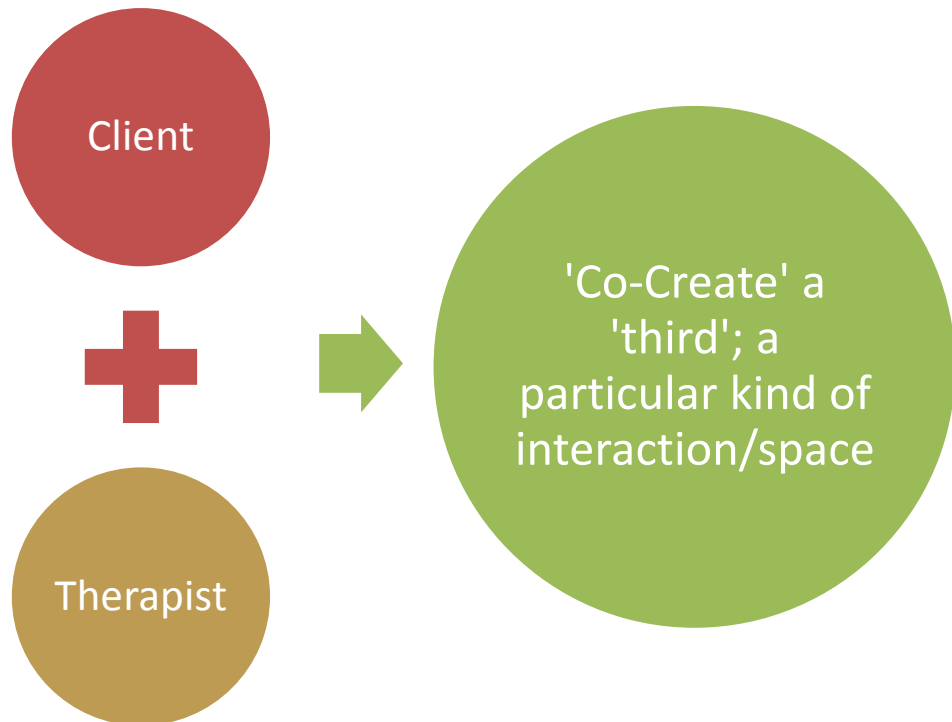 Client
Therapist
'Co-Create' a
'third'; a
particular kind of
interaction/space